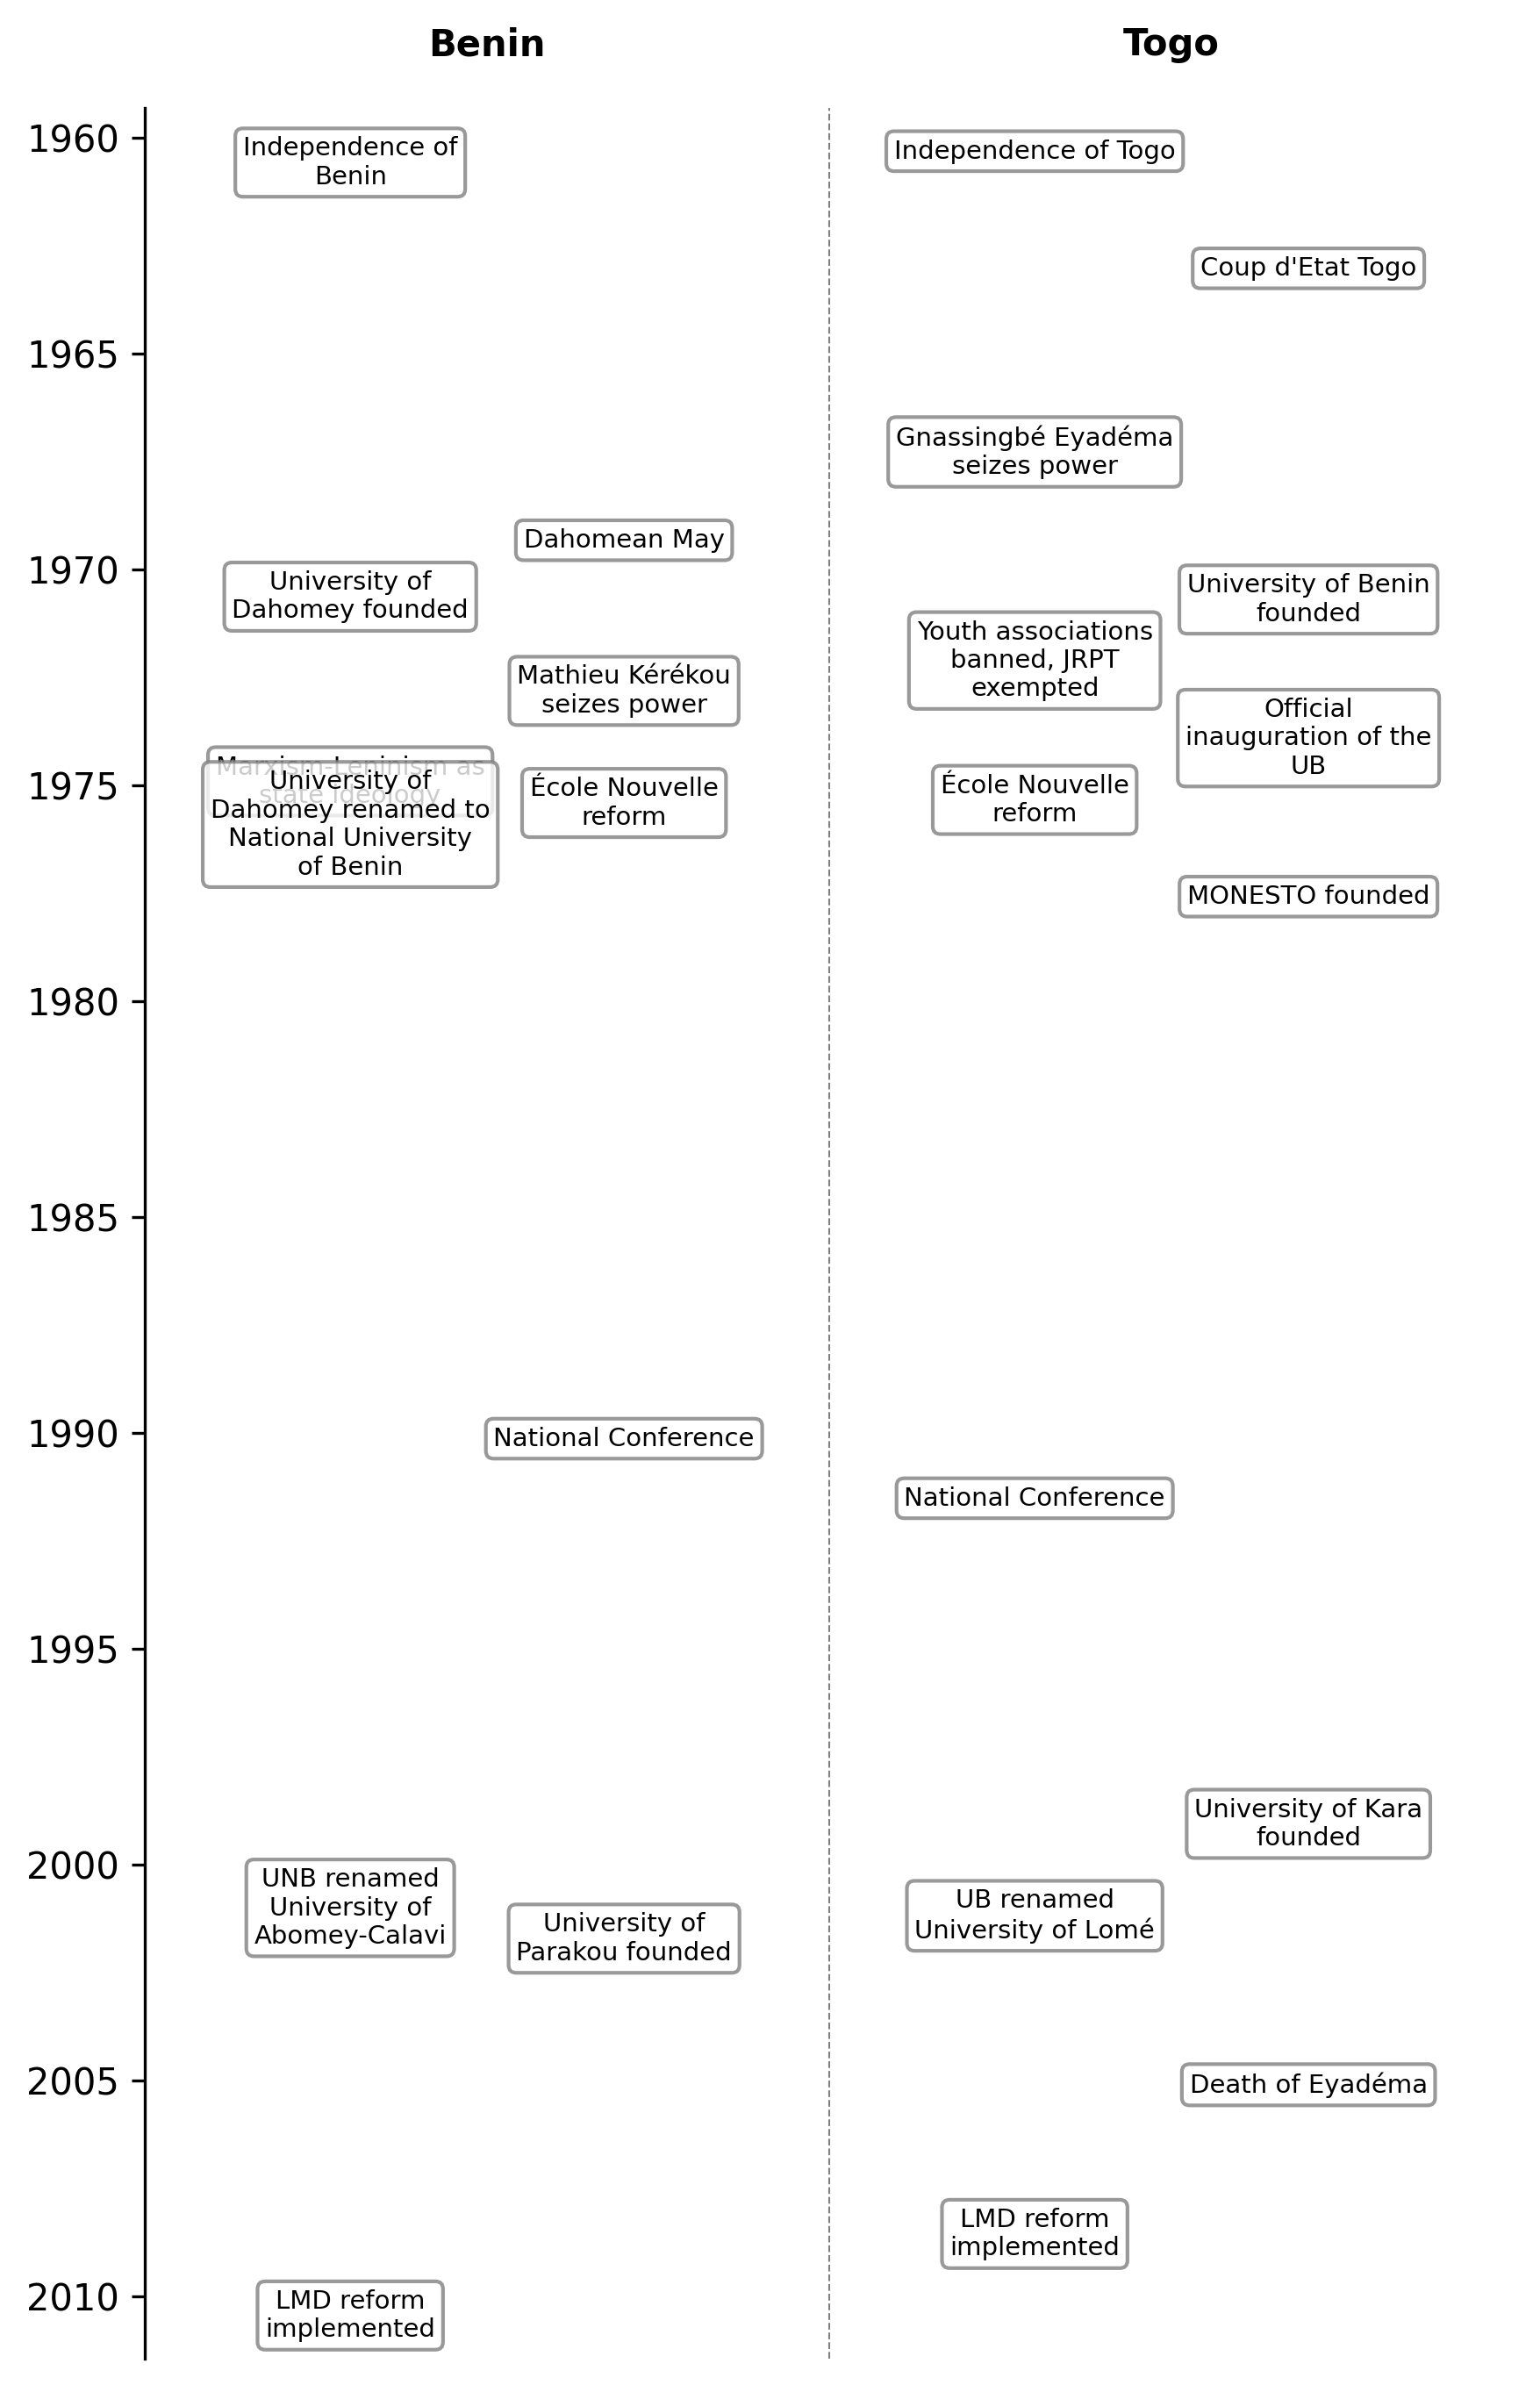 Benin
Togo
1960
1965
1970
1975
1980
1985
1990
1995
2000
2005
2010
Independence of
Benin
Dahomean May
University of
Dahomey founded
Mathieu Kérékou
seizes power
Marxism-Leninism as
state ideology
University of
Dahomey renamed to
National University
of Benin
École Nouvelle
reform
National Conference
UNB renamed
University of
Abomey-Calavi
University of
Parakou founded
LMD reform
implemented
Independence of Togo
Coup d'Etat Togo
Gnassingbé Eyadéma
seizes power
University of Benin
founded
Youth associations
banned, JRPT
exempted
Official
inauguration of the
UB
École Nouvelle
reform
MONESTO founded
National Conference
University of Kara
founded
UB renamed
University of Lomé
Death of Eyadéma
LMD reform
implemented